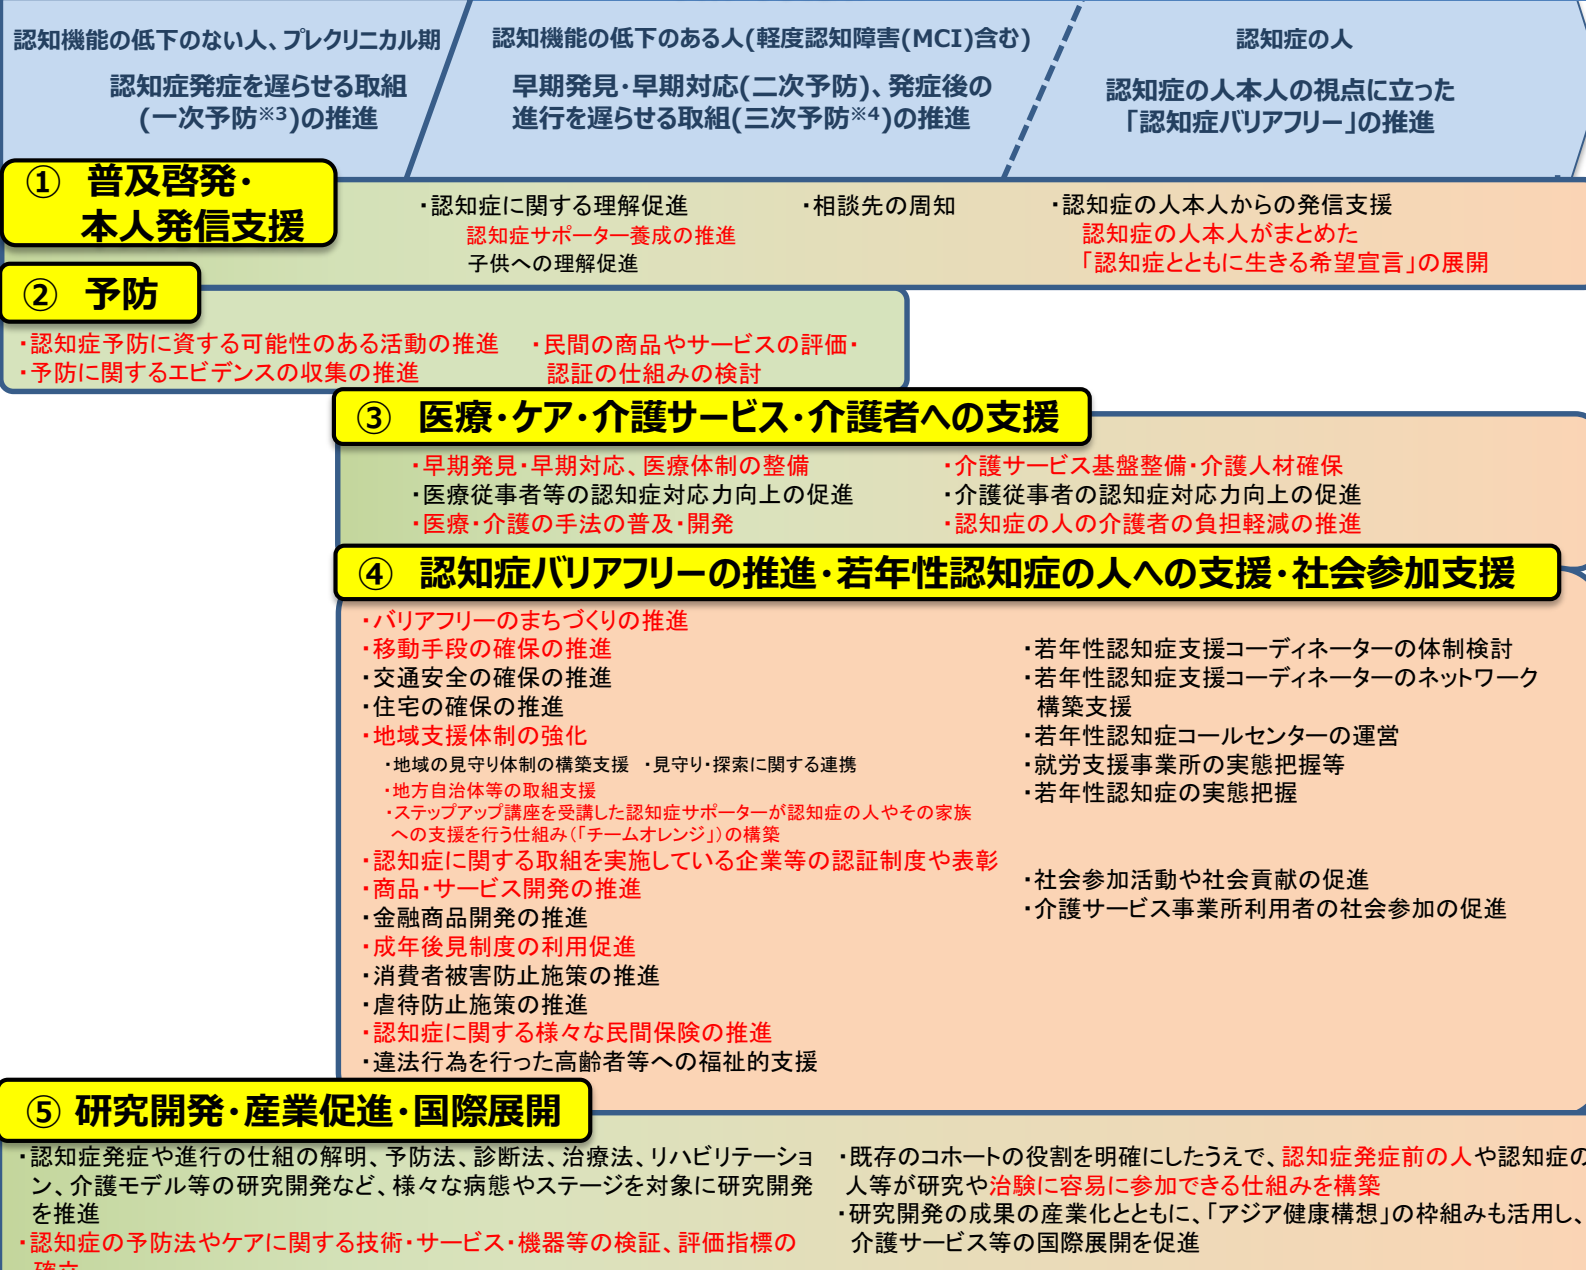 認知機能の低下のない人、プレクリニカル期
認知症発症を遅らせる取組
(一次予防※3)の推進
認知機能の低下のある人(軽度認知障害(MCI)含む)
早期発見・早期対応(二次予防)、発症後の
進行を遅らせる取組(三次予防※4)の推進
認知症の人
認知症の人本人の視点に立った
「認知症バリアフリー」の推進
① 普及啓発・
本人発信支援
・認知症に関する理解促進
認知症サポーター養成の推進
子供への理解促進
・相談先の周知
・認知症の人本人からの発信支援
認知症の人本人がまとめた
「認知症とともに生きる希望宣言」の展開
② 予防
・認知症予防に資する可能性のある活動の推進
・予防に関するエビデンスの収集の推進
・民間の商品やサービスの評価・
認証の仕組みの検討
③ 医療・ケア・介護サービス・介護者への支援
・早期発見・早期対応、医療体制の整備
・医療従事者等の認知症対応力向上の促進
・医療・介護の手法の普及・開発
・介護サービス基盤整備・介護人材確保
・介護従事者の認知症対応力向上の促進
・認知症の人の介護者の負担軽減の推進
④ 認知症バリアフリーの推進・若年性認知症の人への支援・社会参加支援
・バリアフリーのまちづくりの推進
・移動手段の確保の推進
・交通安全の確保の推進
・住宅の確保の推進
・地域支援体制の強化
・地域の見守り体制の構築支援 ・見守り・探索に関する連携
・地方自治体等の取組支援
・ステップアップ講座を受講した認知症サポーターが認知症の人やその家族
への支援を行う仕組み(「チームオレンジ」)の構築
・認知症に関する取組を実施している企業等の認証制度や表彰
・商品・サービス開発の推進
・金融商品開発の推進
・成年後見制度の利用促進
・消費者被害防止施策の推進
・虐待防止施策の推進
・認知症に関する様々な民間保険の推進
・違法行為を行った高齢者等への福祉的支援
・若年性認知症支援コーディネーターの体制検討
・若年性認知症支援コーディネーターのネットワーク
構築支援
・若年性認知症コールセンターの運営
・就労支援事業所の実態把握等
・若年性認知症の実態把握
・社会参加活動や社会貢献の促進
・介護サービス事業所利用者の社会参加の促進
⑤ 研究開発・産業促進・国際展開
・認知症発症や進行の仕組の解明、予防法、診断法、治療法、リハビリテーショ
ン、介護モデル等の研究開発など、様々な病態やステージを対象に研究開発
を推進
・認知症の予防法やケアに関する技術・サービス・機器等の検証、評価指標の
・既存のコホートの役割を明確にしたうえで、認知症発症前の人や認知症の
人等が研究や治験に容易に参加できる仕組みを構築
・研究開発の成果の産業化とともに、「アジア健康構想」の枠組みも活用し、
介護サービス等の国際展開を促進